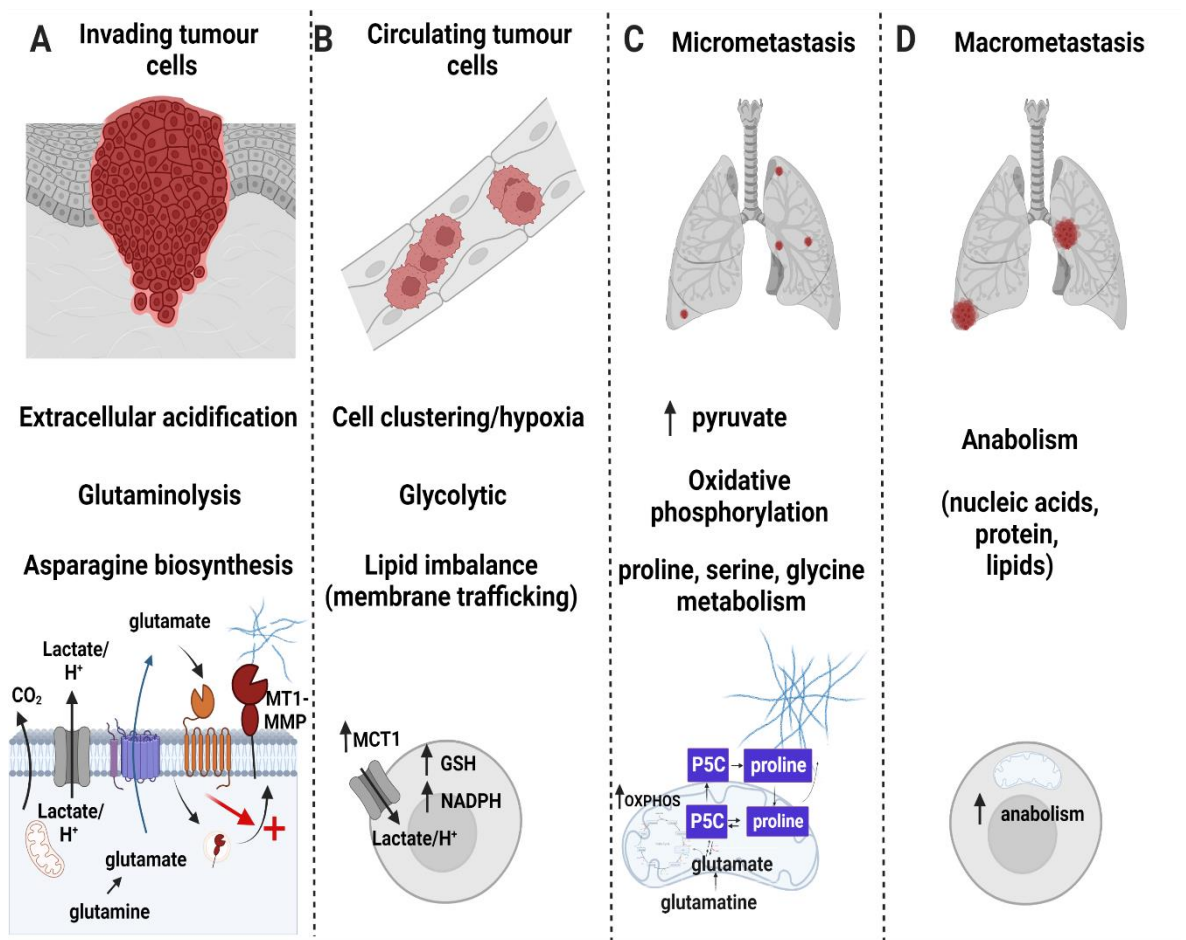 A
Invading tumour
cells
Extracellular acidification
Glutaminolysis
Asparagine biosynthesis
glutamate
Lactate/
H⁺
CO₂
MT1-
MMP
Lactate/
H⁺
+
glutamate
glutamine
B
Circulating tumour
cells
Cell clustering/hypoxia
Glycolytic
Lipid imbalance
(membrane trafficking)
MCT1
GSH
NADPH
Lactate/H⁺
C
Micrometastasis
pyruvate
Oxidative
phosphorylation
proline, serine, glycine
metabolism
P5C
proline
OXPHOS
P5C
proline
glutamate
glutamatine
D
Macrometastasis
Anabolism
(nucleic acids,
protein,
lipids)
anabolism